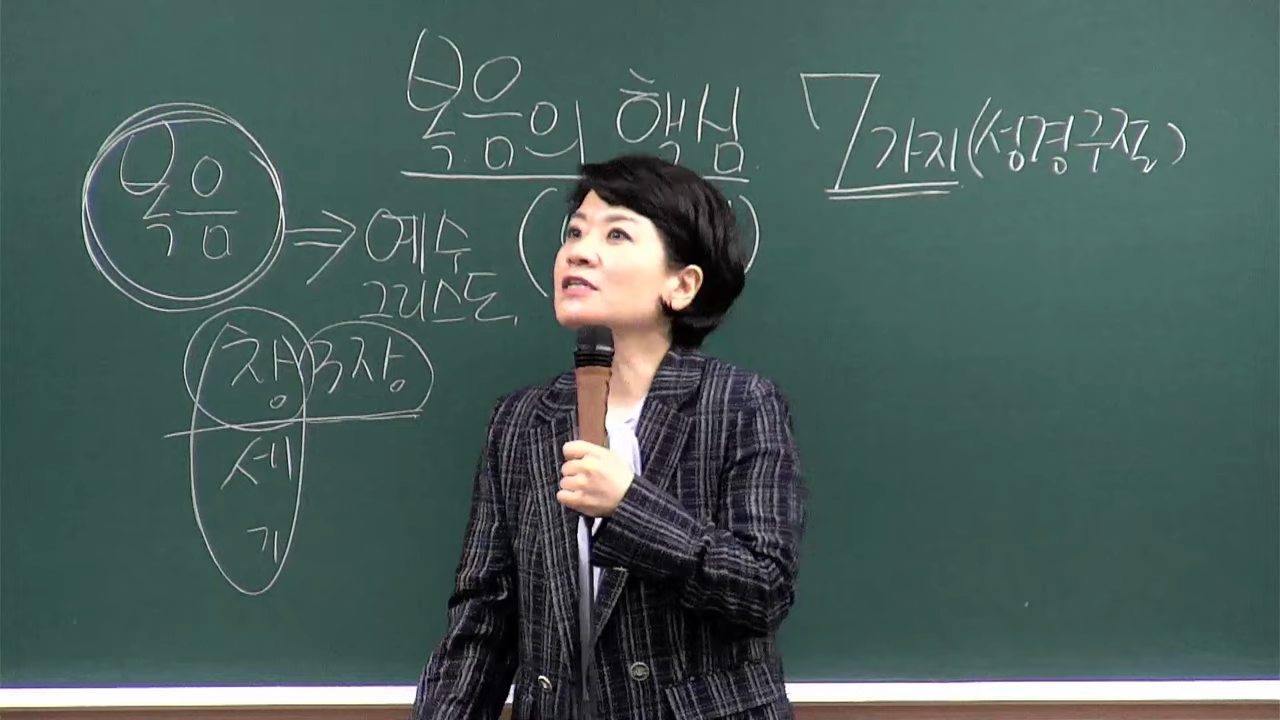 복음의 핵심 7가지(성경구절)
복음 ⇒ 예수
그리스도
창 3장
세
기